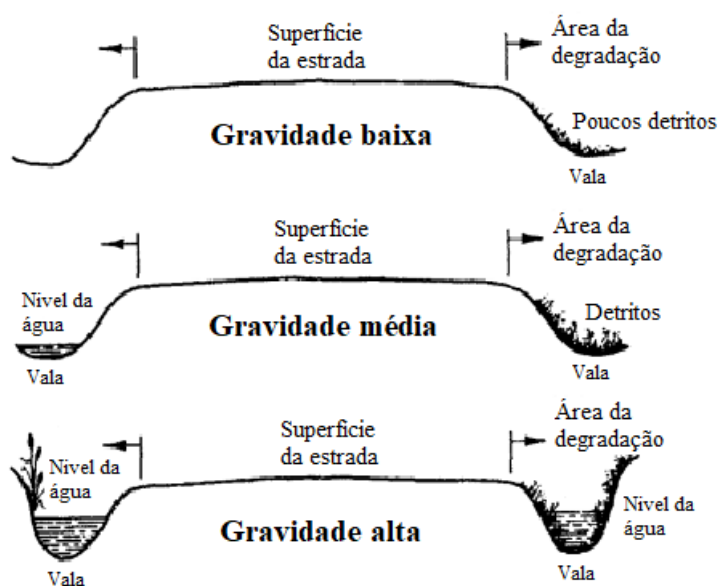 Superficie
da estrada
Área da
degradação
Gravidade baixa
Poucos detritos
Vala
Superficie
da estrada
Área da
degradação
Nivel da
água
Gravidade média
Detritos
Vala
Vala
Superficie
da estrada
Área da
degradação
Nivel da
água
Gravidade alta
Nivel da
água
Vala
Vala